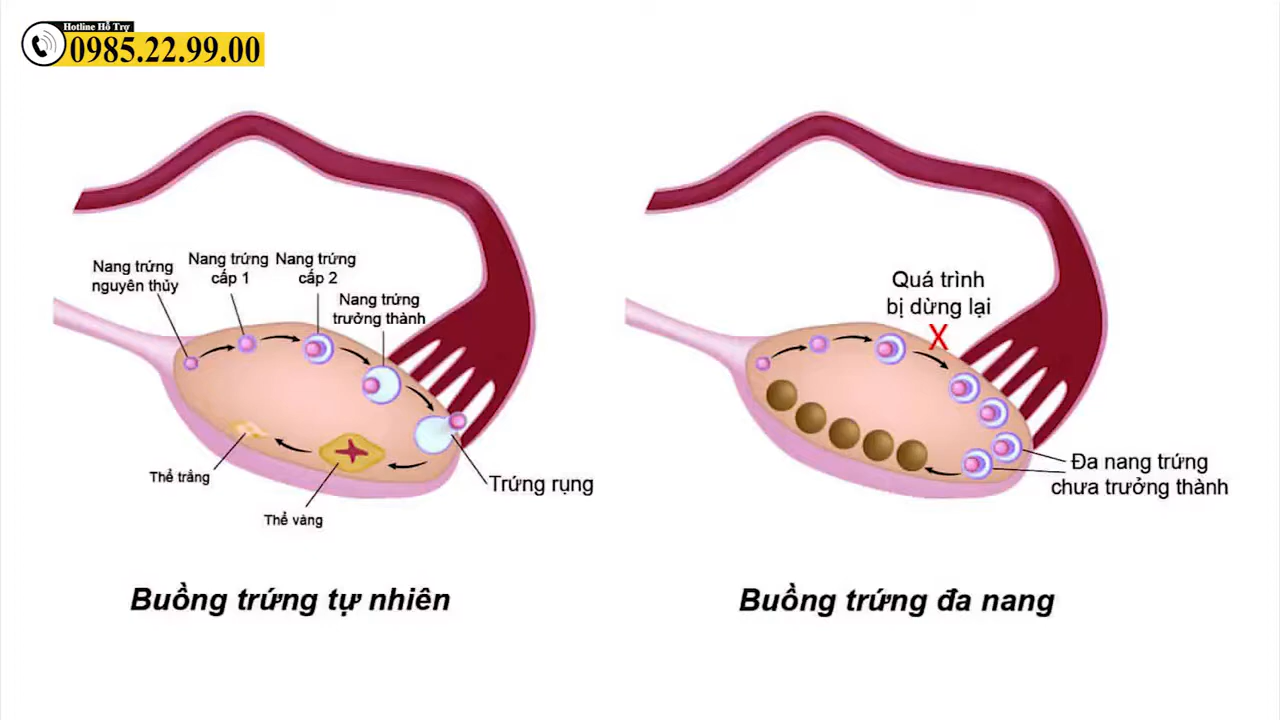 Hotline Hỗ Trợ
0985.22.99.00
Nang trứng
nguyên thủy
Nang trứng
cấp 1
Nang trứng
cấp 2
Nang trứng
trưởng thành
Thể trắng
Thể vàng
Trứng rụng
Buồng trứng tự nhiên
Quá trình
bị dừng lại
X
Đa nang trứng
chưa trưởng thành
Buồng trứng đa nang